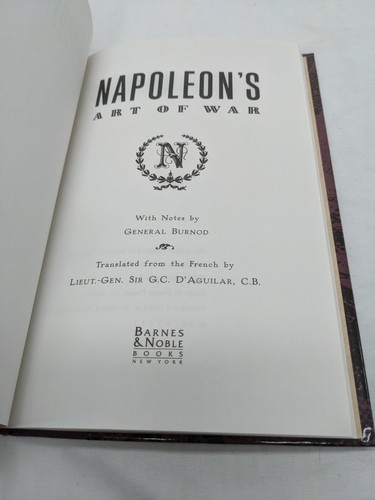 NAPOLEON'S
ART OF WAR
N
With Notes by
GENERAL BURNOD
Translated from the French by
LIEUT.-GEN. SIR G.C. D'AGUILAR, C.B.
BARNES
& NOBLE
BOOKS
NEW YORK